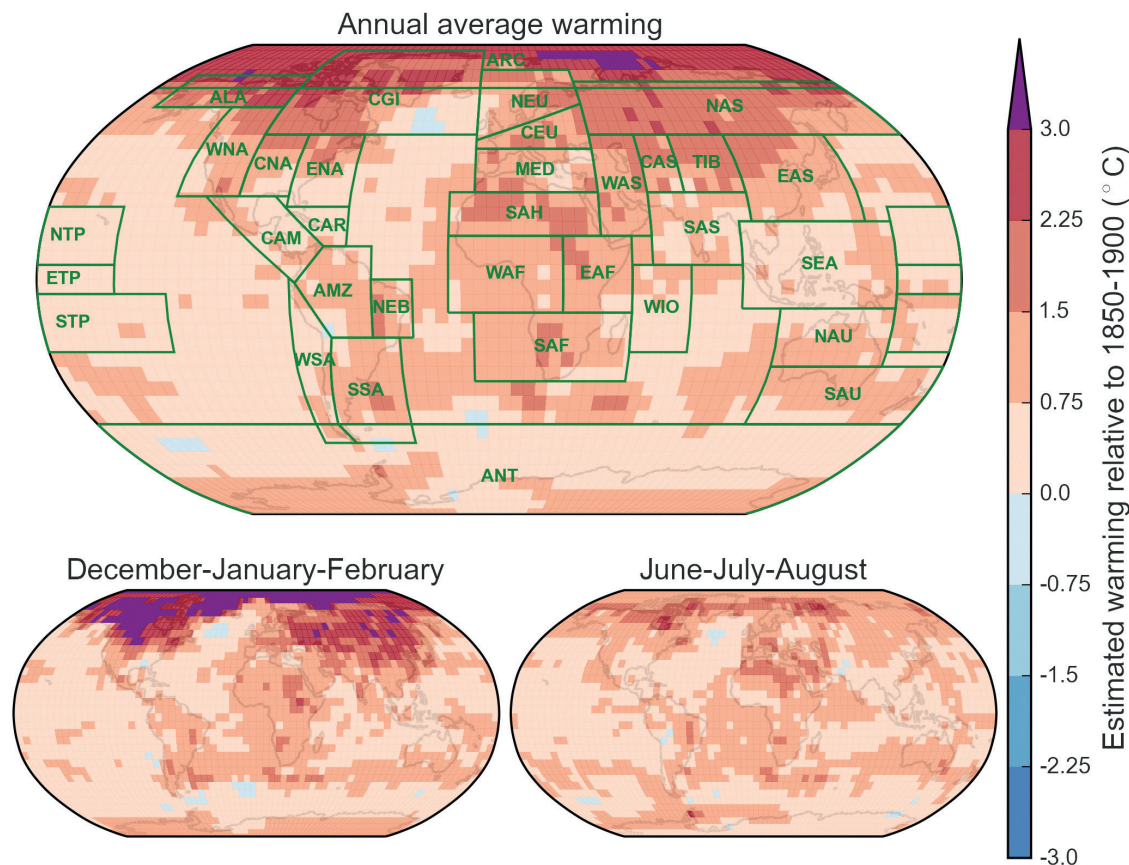 Annual average warming
ARC
ALA
CGI
NEU
NAS
CEU
WNA
CNA
ENA
MED
WAS
CAS
TIB
EAS
SAH
NTP
CAR
CAM
SAS
SEA
ETP
AMZ
NEB
WAF
EAF
WIO
STP
WSA
SSA
SAF
NAU
SAU
ANT
December-January-February
June-July-August
3.0
2.25
1.5
0.75
0.0
-0.75
-1.5
-2.25
-3.0
Estimated warming relative to 1850-1900 (°C)